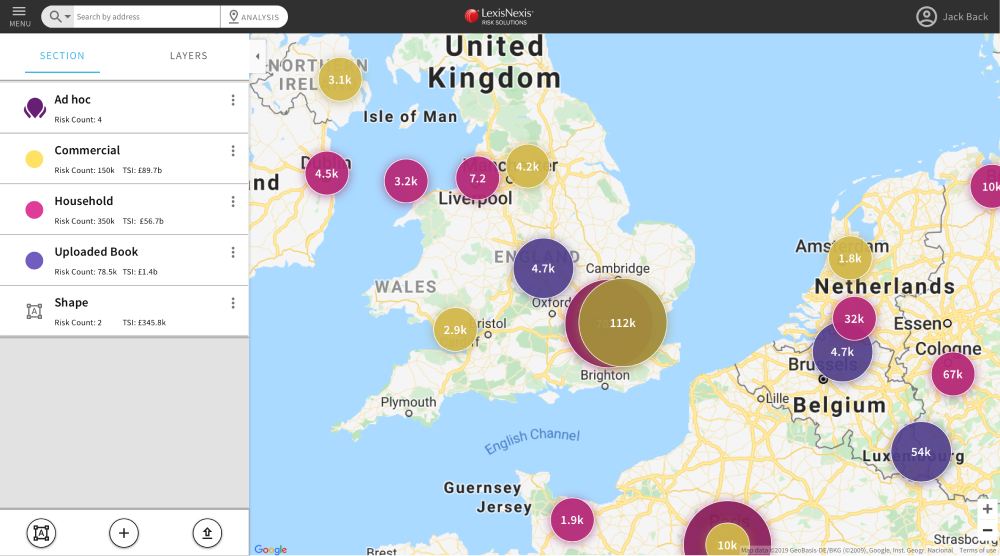 MENU
Search by address
ANALYSIS
LexisNexis
RISK SOLUTIONS
Jack Back
SECTION
LAYERS
Ad hoc
Risk Count: 4
Commercial
Risk Count: 150k TSI: £89.7b
Household
Risk Count: 350k TSI: £56.7b
Uploaded Book
Risk Count: 78.5k TSI: £1.4b
A
Shape
Risk Count: 2 TSI: £345.8k
A
United
Kingdom
NORTHERN
IREL
3.1k
Isle of Man
Dublin
4.5k
nd
3.2k
7.2
Manchester
4.2k
Liverpool
10k
ENGLAND
4.7k
Cambridge
WALES
Oxford
112k
2.9k
Bristol
Cardiff
Brighton
Plymouth
English Channel
Amsterdam
1.8k
Netherlands
32k
Essen
4.7k
Brussels
Cologne
67k
Lille
Belgium
54k
Luxembourg
Guernsey
Jersey
1.9k
Paris
10k
Brest
Strasbourg
Google
Map data ©2019 GeoBasis-DE/BKG (©2009), Google, Inst. Geogr. Nacional
Terms of use